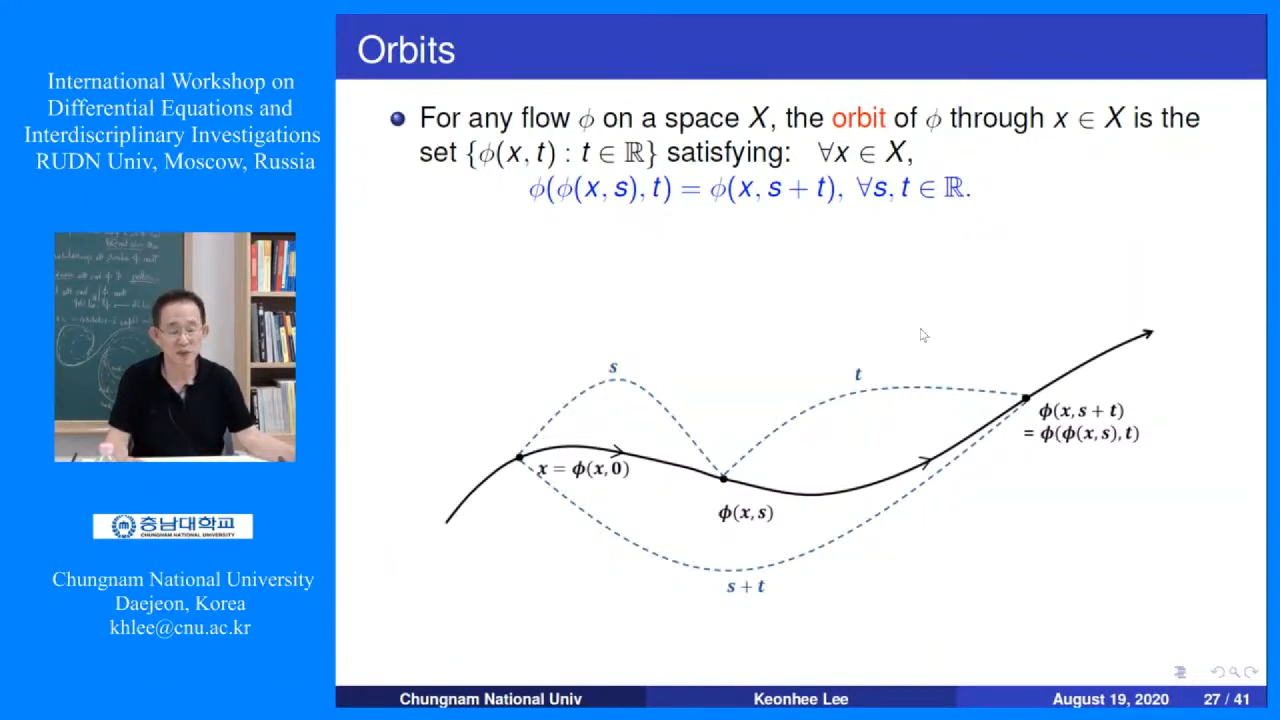 International Workshop on
Differential Equations and
Interdisciplinary Investigations
RUDN Univ, Moscow, Russia
충남대학교
CHUNGNAM NATIONAL UNIVERSITY
Chungnam National University
Daejeon, Korea
khlee@cnu.ac.kr
Orbits
For any flow ϕ on a space X, the orbit of ϕ through x ∈ X is the
set {ϕ(x, t) : t ∈ ℝ} satisfying: ∀x ∈ X,
ϕ(ϕ(x, s), t) = ϕ(x, s + t), ∀s, t ∈ ℝ.
s
t
ϕ(x, s + t)
= ϕ(ϕ(x, s), t)
x = ϕ(x, 0)
ϕ(x, s)
s + t
Chungnam National Univ Keonhee Lee August 19, 2020 27 / 41